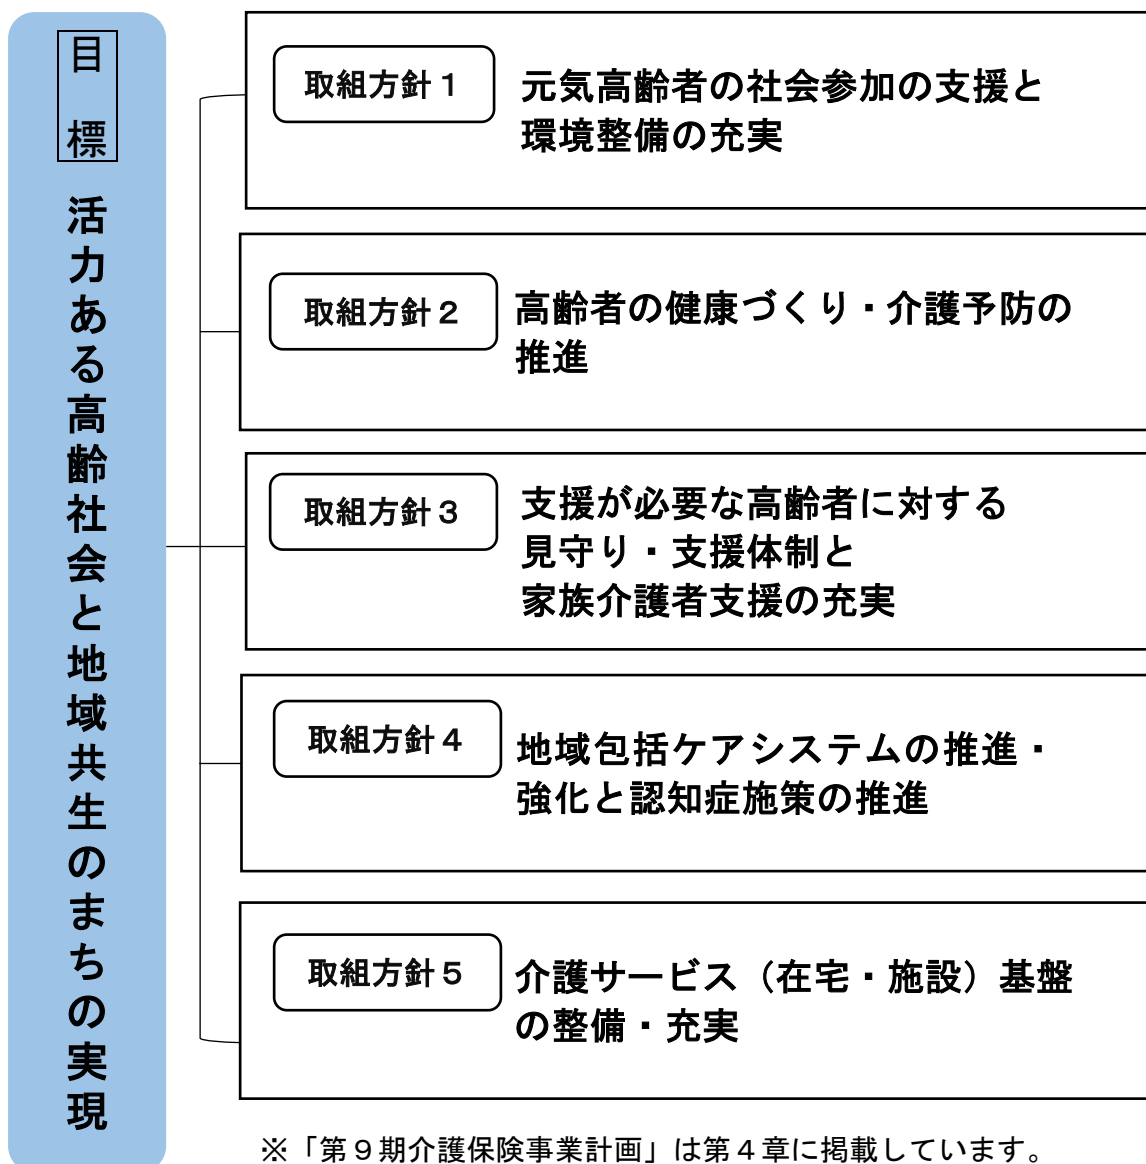 目標
活力ある高齢社会と地域共生のまちの実現
取組方針１
元気高齢者の社会参加の支援と
環境整備の充実
取組方針２
高齢者の健康づくり・介護予防の
推進
取組方針３
支援が必要な高齢者に対する
見守り・支援体制と
家族介護者支援の充実
取組方針４
地域包括ケアシステムの推進・
強化と認知症施策の推進
取組方針５
介護サービス（在宅・施設）基盤
の整備・充実
※「第９期介護保険事業計画」は第４章に掲載しています。